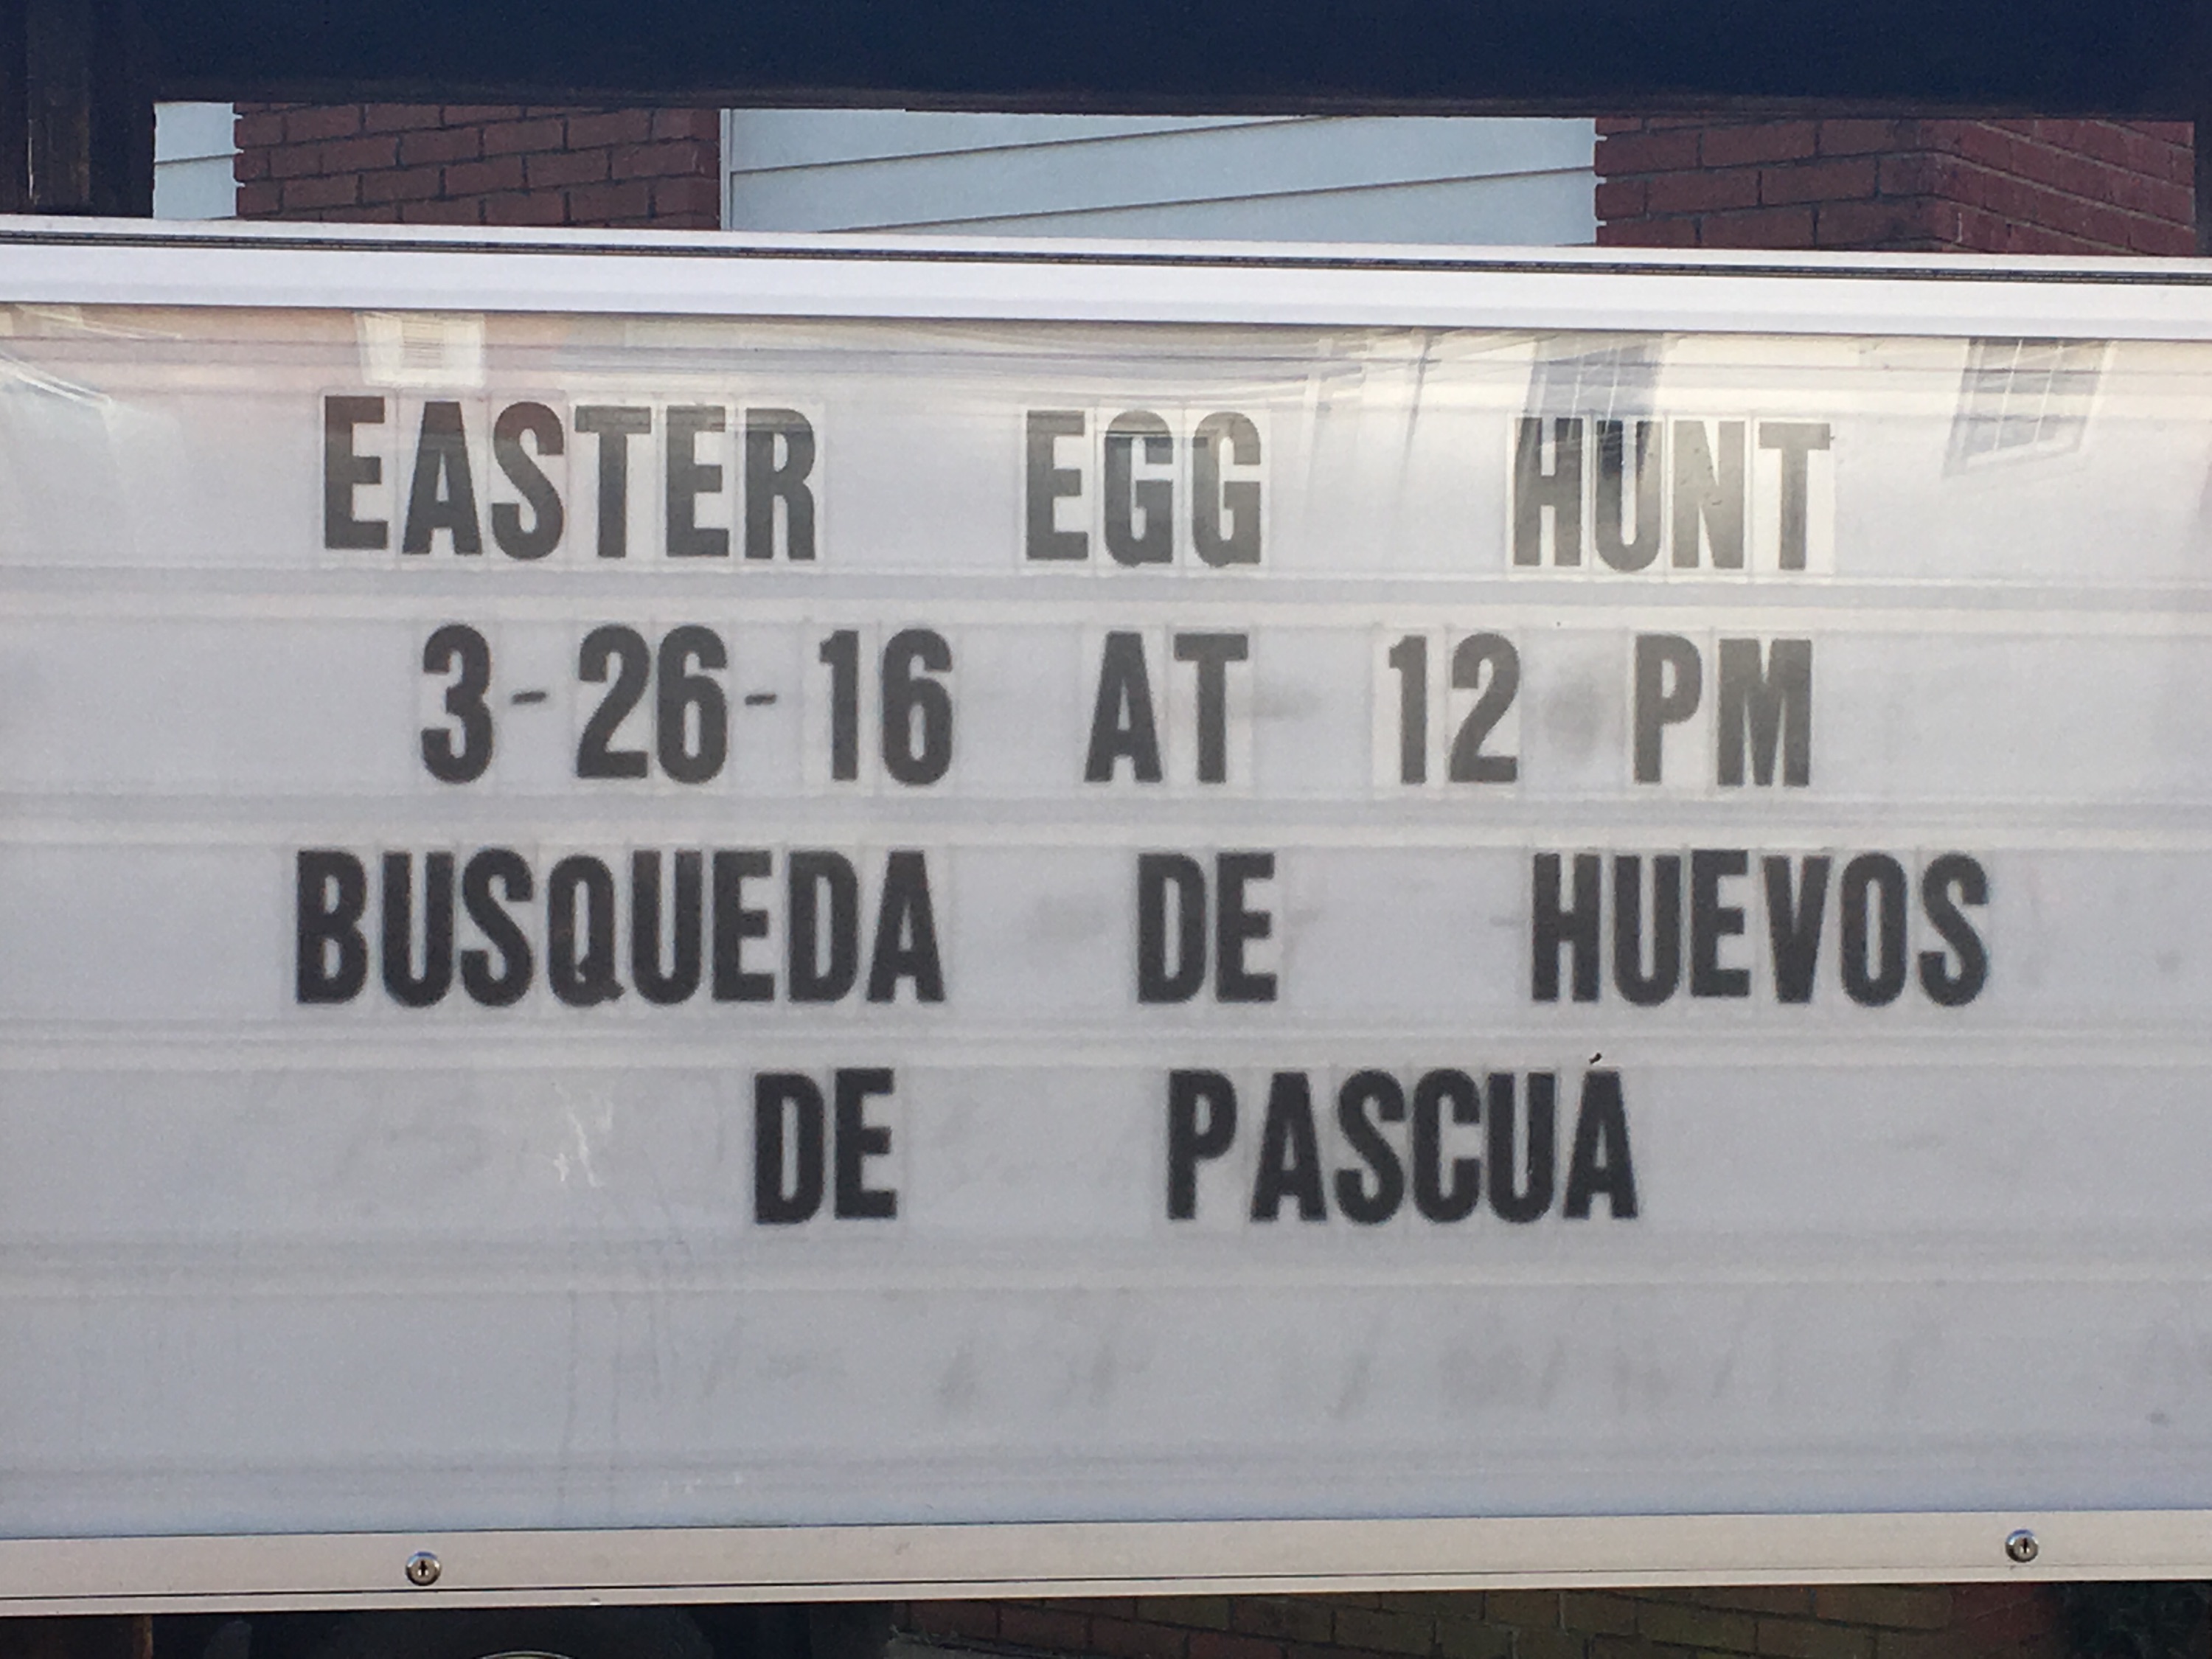 EASTER EGG HUNT
3-26-16 AT 12 PM
BUSQUEDA DE HUEVOS
DE PASCUÁ